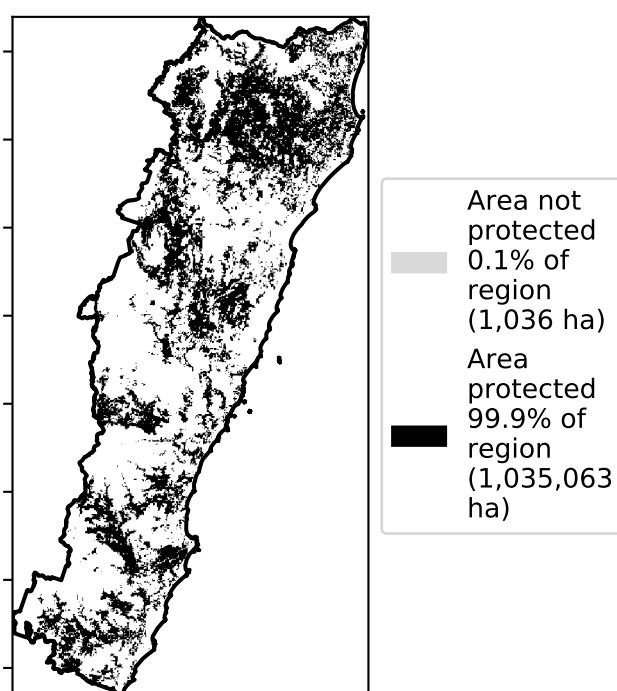 Area not
protected
0.1% of
region
(1,036 ha)
Area
protected
99.9% of
region
(1,035,063
ha)